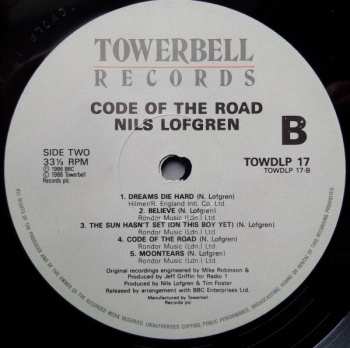 TOWERBELL
RECORDS
CODE OF THE ROAD
NILS LOFGREN
SIDE TWO
33⅓ RPM
℗ 1986 BBC
© 1986 Towerbell
Records plc
B
TOWDLP 17
TOWDLP 17-B
1. DREAMS DIE HARD (N. Lofgren)
Hilmer/R. England Int. Co. Ltd
2. BELIEVE (N. Lofgren)
Rondor Music (Ldn.) Ltd
3. THE SUN HASN'T SET (ON THIS BOY YET) (N. Lofgren)
Rondor Music (Ldn.) Ltd
4. CODE OF THE ROAD (N. Lofgren)
Rondor Music (Ldn.) Ltd
5. MOONTEARS (N. Lofgren)
Rondor Music (Ldn.) Ltd
Original recordings engineered by Mike Robinson &
Produced by Jeff Griffin for Radio 1
Produced by Nils Lofgren & Tim Foster
Released by arrangement with BBC Enterprises Ltd.
Manufactured by Towerbell
Records plc